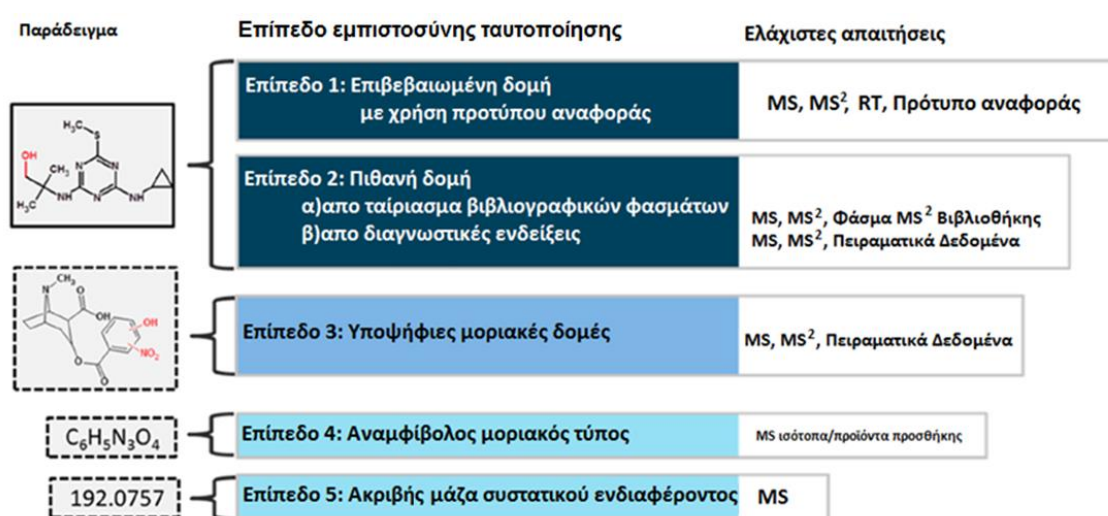 Παράδειγμα
Επίπεδο εμπιστοσύνης ταυτοποίησης
Ελάχιστες απαιτήσεις
Επίπεδο 1: Επιβεβαιωμένη δομή
με χρήση προτύπου αναφοράς
MS, MS², RT, Πρότυπο αναφοράς
H₃C
S
OH
CH₃
N
N
H₃C
NH
N
NH
Επίπεδο 2: Πιθανή δομή
α)απο ταίριασμα βιβλιογραφικών φασμάτων
β)απο διαγνωστικές ενδείξεις
MS, MS², Φάσμα MS² Βιβλιοθήκης
MS, MS², Πειραματικά Δεδομένα
CH₃
N
O
OH
OH
NO₂
O
O
Επίπεδο 3: Υποψήφιες μοριακές δομές
MS, MS², Πειραματικά Δεδομένα
C₆H₅N₃O₄
Επίπεδο 4: Αναμφίβολος μοριακός τύπος
MS ισότοπα/προϊόντα προσθήκης
192.0757
Επίπεδο 5: Ακριβής μάζα συστατικού ενδιαφέροντος
MS